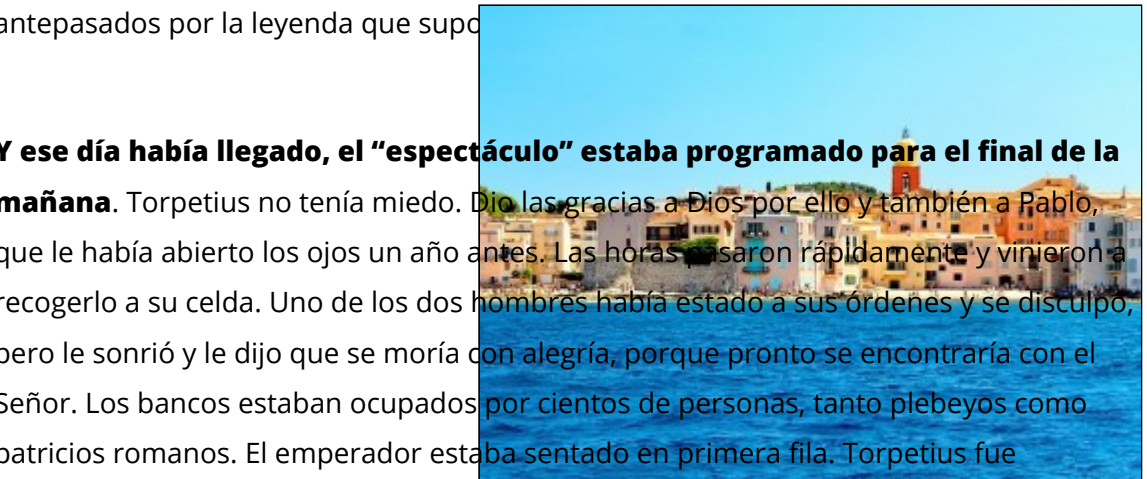 antepasados por la leyenda que supo
Y ese día había llegado, el “espectáculo” estaba programado para el final de la
mañana. Torpetius no tenía miedo. Dio las gracias a Dios por ello y también a Pablo,
que le había abierto los ojos un año antes. Las horas pasaron rápidamente y vinieron a
recogerlo a su celda. Uno de los dos hombres había estado a sus órdenes y se disculpó,
pero le sonrió y le dijo que se moría con alegría, porque pronto se encontraría con el
Señor. Los bancos estaban ocupados por cientos de personas, tanto plebeyos como
patricios romanos. El emperador estaba sentado en primera fila. Torpetius fue